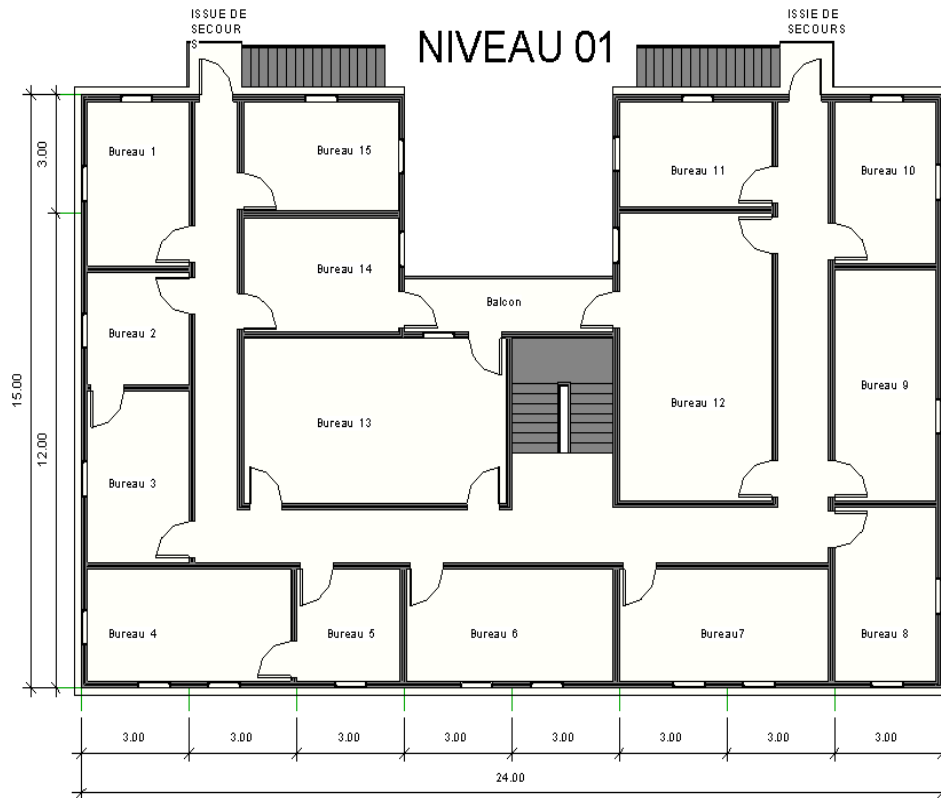 ISSUE DE
SECOUR
S
NIVEAU 01
ISSIE DE
SECOURS
Bureau 1
Bureau 15
Bureau 11
Bureau 10
3.00
Bureau 14
Balcon
Bureau 2
Bureau 9
15.00
12.00
Bureau 13
Bureau 12
Bureau 3
Bureau 4
Bureau 5
Bureau 6
Bureau7
Bureau 8
3.00 3.00 3.00 3.00 3.00 3.00 3.00 3.00
24.00